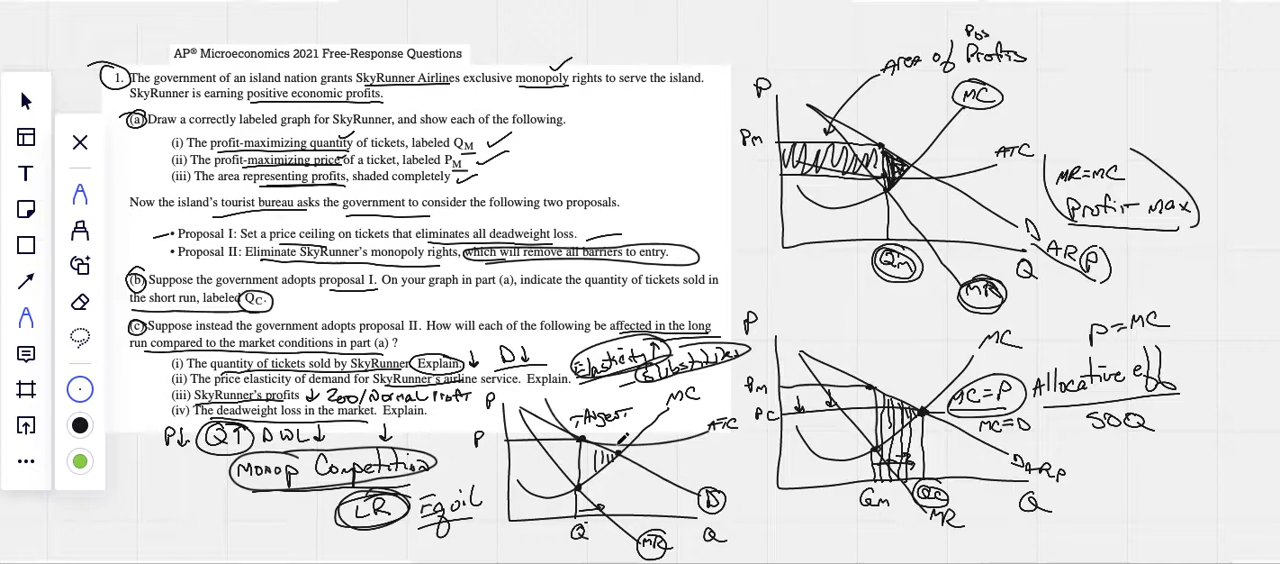 AP® Microeconomics 2021 Free-Response Questions
1. The government of an island nation grants SkyRunner Airlines exclusive monopoly rights to serve the island.
SkyRunner is earning positive economic profits.
(a) Draw a correctly labeled graph for SkyRunner, and show each of the following.
(i) The profit-maximizing quantity of tickets, labeled QM
(ii) The profit-maximizing price of a ticket, labeled PM
(iii) The area representing profits, shaded completely
Now the island's tourist bureau asks the government to consider the following two proposals.
• Proposal I: Set a price ceiling on tickets that eliminates all deadweight loss.
• Proposal II: Eliminate SkyRunner's monopoly rights, which will remove all barriers to entry.
(b) Suppose the government adopts proposal I. On your graph in part (a), indicate the quantity of tickets sold in
the short run, labeled QC.
(c) Suppose instead the government adopts proposal II. How will each of the following be affected in the long
run compared to the market conditions in part (a) ?
(i) The quantity of tickets sold by SkyRunner. Explain. ↓ D↓
(ii) The price elasticity of demand for SkyRunner's airline service. Explain.
Elasticity ↑
Substitutes
(iii) SkyRunner's profits ↓ Zero/Normal Profit
(iv) The deadweight loss in the market. Explain.
P↓ Q↑ DWL↓ ↓
Monop Competition
LR Equil
P
P
Tangent
MC
ATC
D
Q
MR
Q
Area of Pos Profits
P
MC
PM
ATC
MR=MC
Profit Max
D
AR P
Q
QM
MR
P
MC
P=MC
PM
PC
MC=P
MC=D
Allocative eff
SOQ
D AR P
QM
QC
MR
Q